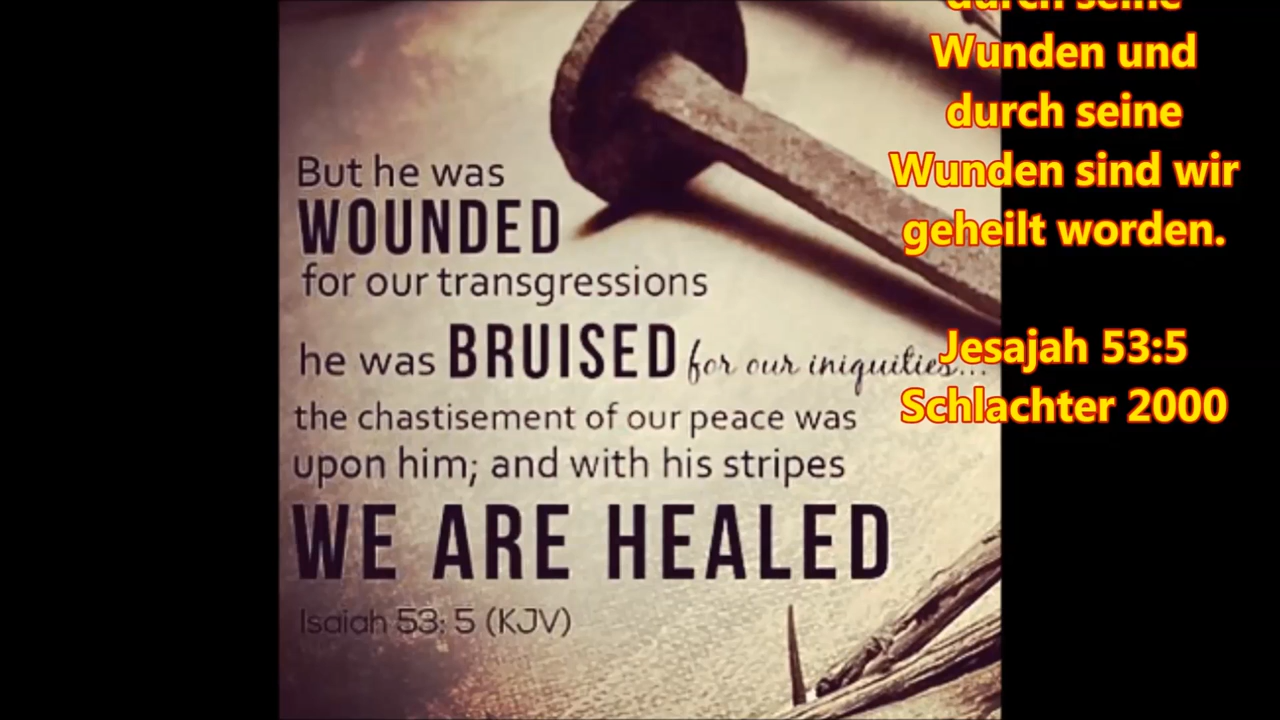 But he was
WOUNDED
for our transgressions
he was BRUISED for our iniquities...
the chastisement of our peace was
upon him; and with his stripes
WE ARE HEALED
Isaiah 53: 5 (KJV)
durch seine
Wunden und
durch seine
Wunden sind wir
geheilt worden.
Jesajah 53:5
Schlachter 2000